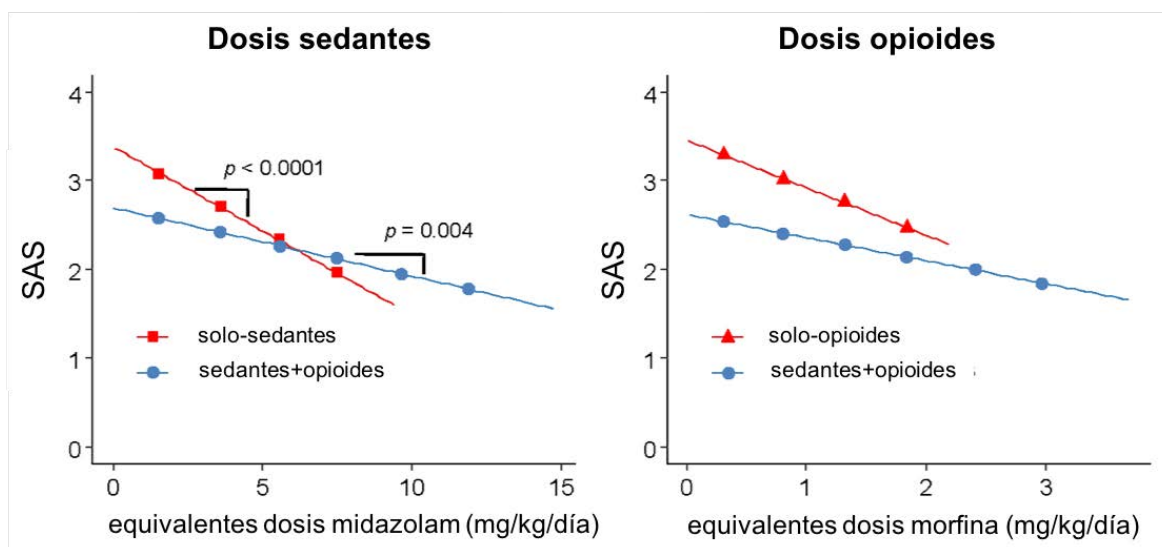 Dosis sedantes
4
3
2
1
0
SAS
p < 0.0001
p = 0.004
solo-sedantes
sedantes+opioides
0 5 10 15
equivalentes dosis midazolam (mg/kg/día)
Dosis opioides
4
3
2
1
0
SAS
solo-opioides
sedantes+opioides
0 1 2 3
equivalentes dosis morfina (mg/kg/día)